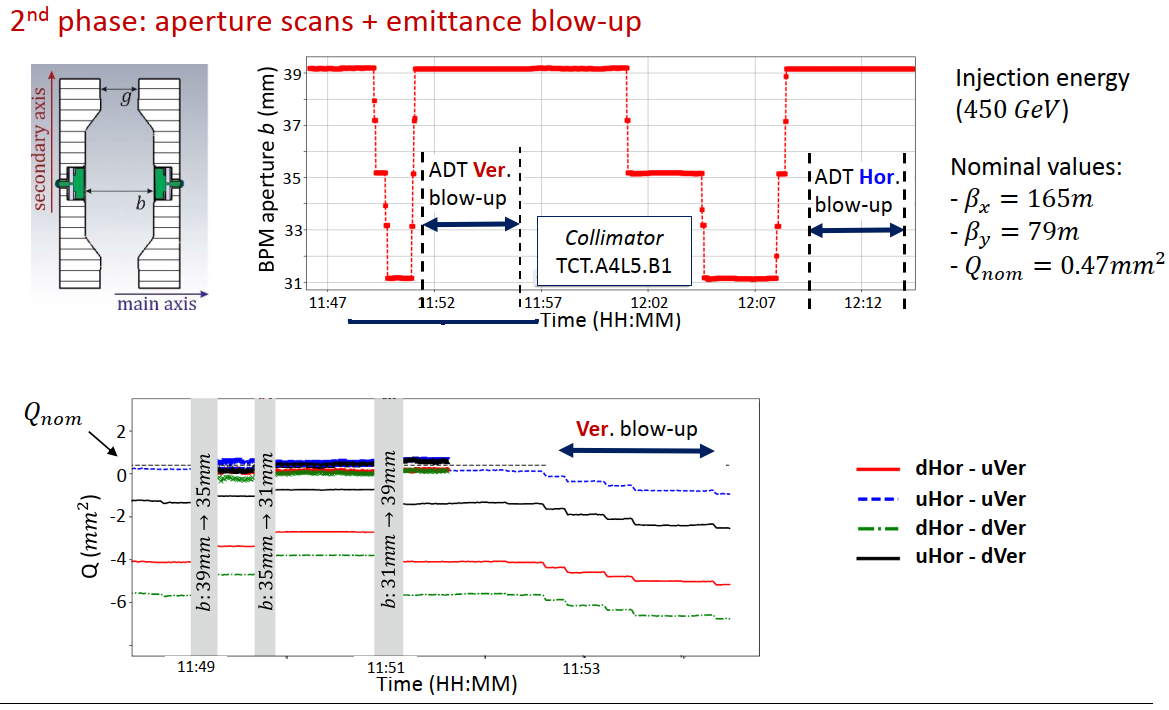 2nd phase: aperture scans + emittance blow-up
secondary axis
g
b
main axis
BPM aperture b (mm)
39
37
35
33
31
ADT Ver.
blow-up
Collimator
TCT.A4L5.B1
ADT Hor.
blow-up
11:47
11:52
11:57
12:02
12:07
12:12
Time (HH:MM)
Injection energy
(450 GeV)
Nominal values:
- βx = 165m
- βy = 79m
- Qnom = 0.47mm²
Qnom
Q (mm²)
2
0
-2
-4
-6
b: 39mm → 35mm
b: 35mm → 31mm
b: 31mm → 39mm
Ver. blow-up
11:49
11:51
11:53
Time (HH:MM)
dHor - uVer
uHor - uVer
dHor - dVer
uHor - dVer